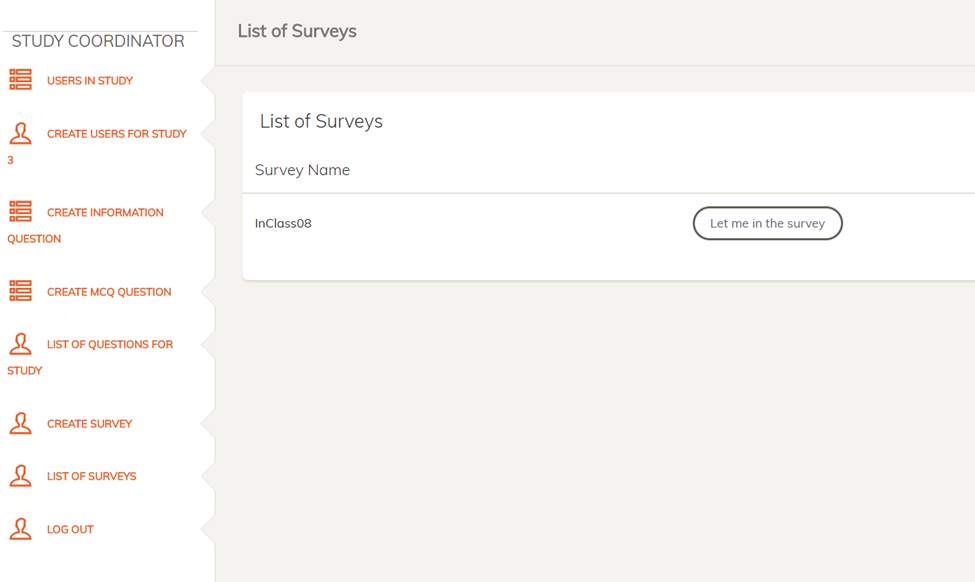 STUDY COORDINATOR
USERS IN STUDY
CREATE USERS FOR STUDY
3
CREATE INFORMATION
QUESTION
CREATE MCQ QUESTION
LIST OF QUESTIONS FOR
STUDY
CREATE SURVEY
LIST OF SURVEYS
LOG OUT
List of Surveys
List of Surveys
Survey Name
InClass08
Let me in the survey